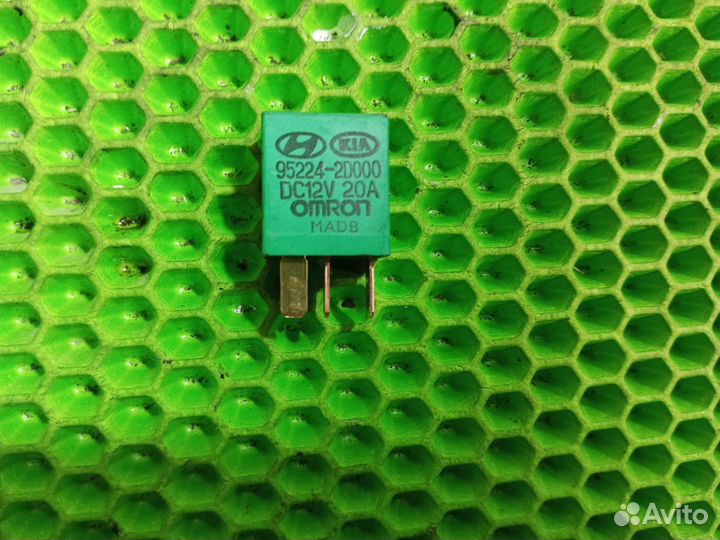 KIA
95224-2D000
DC12V 20A
OMRON
MADB
Avito